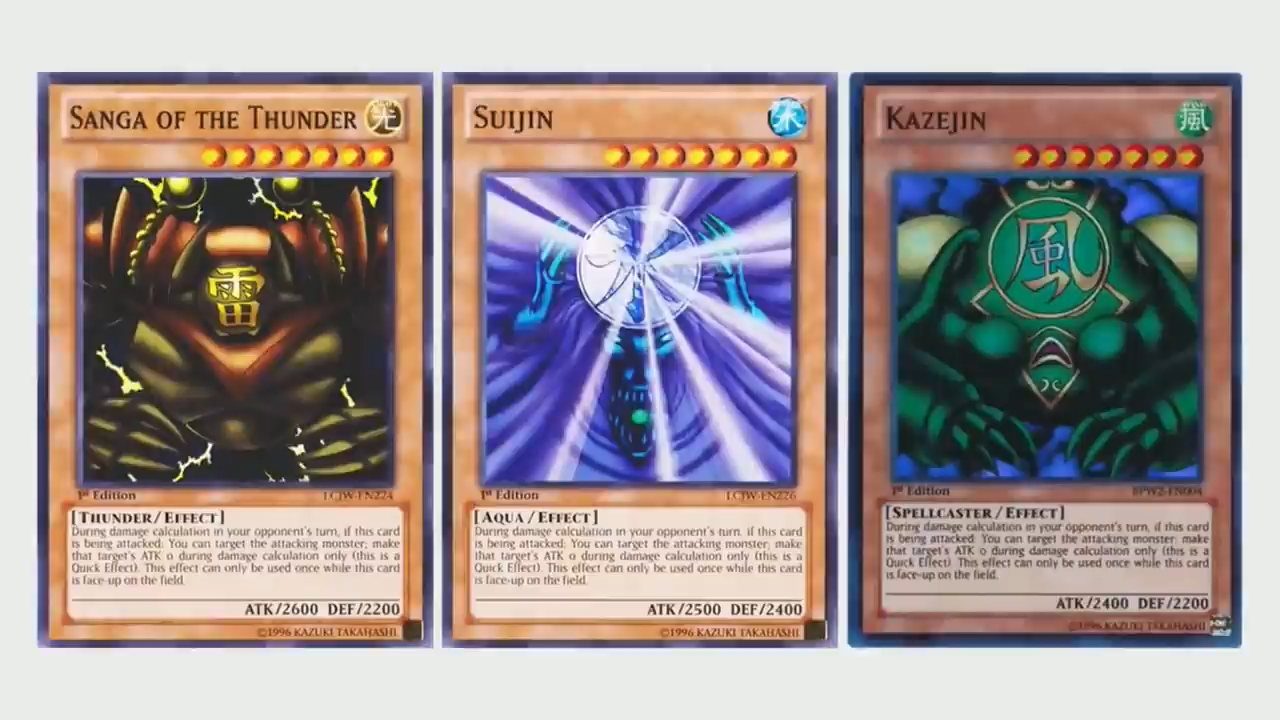 SANGA OF THE THUNDER
光
雷
1st Edition
LCJW-EN224
[THUNDER/EFFECT]
During damage calculation in your opponent's turn, if this card
is being attacked: You can target the attacking monster; make
that target's ATK 0 during damage calculation only (this is a
Quick Effect). This effect can only be used once while this card
is face-up on the field.
ATK/2600 DEF/2200
©1996 KAZUKI TAKAHASHI
SUIJIN
水
水
1st Edition
LCJW-EN226
[AQUA/EFFECT]
During damage calculation in your opponent's turn, if this card
is being attacked: You can target the attacking monster; make
that target's ATK 0 during damage calculation only (this is a
Quick Effect). This effect can only be used once while this card
is face-up on the field.
ATK/2500 DEF/2400
©1996 KAZUKI TAKAHASHI
KAZEJIN
風
1st Edition
BPW2-EN004
[SPELLCASTER/EFFECT]
During damage calculation in your opponent's turn, if this card
is being attacked: You can target the attacking monster; make
that target's ATK 0 during damage calculation only (this is a
Quick Effect). This effect can only be used once while this card
is face-up on the field.
ATK/2400 DEF/2200
©1996 KAZUKI TAKAHASHI